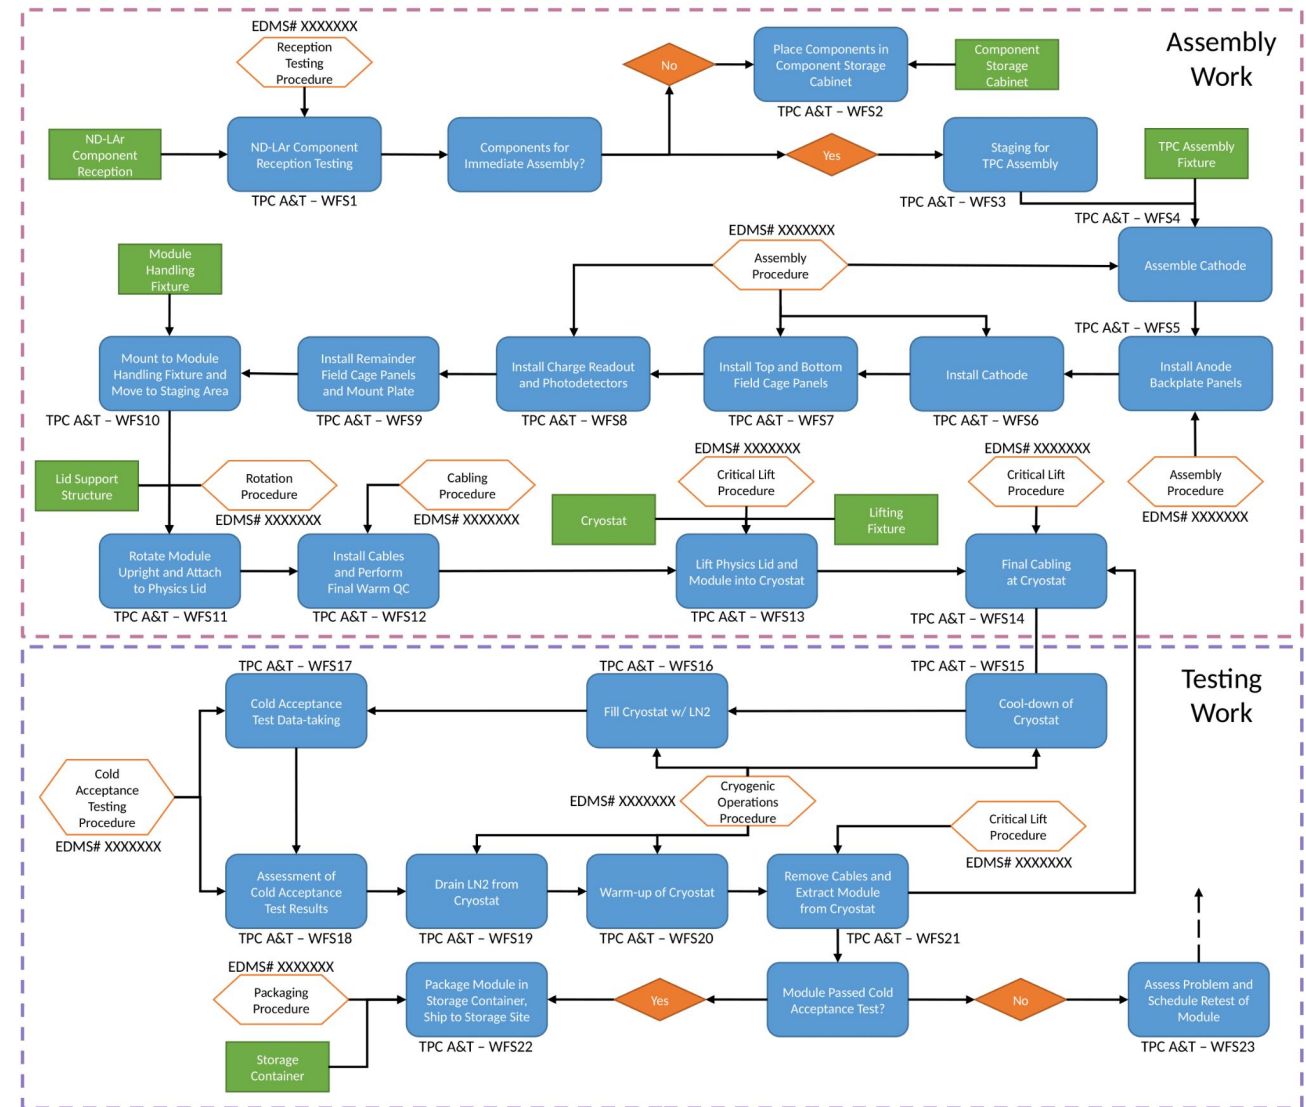 EDMS# XXXXXXX
Reception
Testing
Procedure
No
Place Components in
Component Storage
Cabinet
TPC A&T – WFS2
Component
Storage
Cabinet
Assembly
Work
ND-LAr
Component
Reception
ND-LAr Component
Reception Testing
TPC A&T – WFS1
Components for
Immediate Assembly?
Yes
Staging for
TPC Assembly
TPC A&T – WFS3
TPC Assembly
Fixture
TPC A&T – WFS4
Assemble Cathode
EDMS# XXXXXXX
Assembly
Procedure
Module
Handling
Fixture
TPC A&T – WFS5
Mount to Module
Handling Fixture and
Move to Staging Area
TPC A&T – WFS10
Install Remainder
Field Cage Panels
and Mount Plate
TPC A&T – WFS9
Install Charge Readout
and Photodetectors
TPC A&T – WFS8
Install Top and Bottom
Field Cage Panels
TPC A&T – WFS7
Install Cathode
TPC A&T – WFS6
Install Anode
Backplate Panels
Lid Support
Structure
Rotation
Procedure
EDMS# XXXXXXX
Cabling
Procedure
EDMS# XXXXXXX
Cryostat
EDMS# XXXXXXX
Critical Lift
Procedure
Lifting
Fixture
EDMS# XXXXXXX
Critical Lift
Procedure
Assembly
Procedure
EDMS# XXXXXXX
Rotate Module
Upright and Attach
to Physics Lid
TPC A&T – WFS11
Install Cables
and Perform
Final Warm QC
TPC A&T – WFS12
Lift Physics Lid and
Module into Cryostat
TPC A&T – WFS13
Final Cabling
at Cryostat
TPC A&T – WFS14
TPC A&T – WFS17
Cold Acceptance
Test Data-taking
TPC A&T – WFS16
Fill Cryostat w/ LN2
TPC A&T – WFS15
Cool-down of
Cryostat
Testing
Work
Cold
Acceptance
Testing
Procedure
EDMS# XXXXXXX
EDMS# XXXXXXX
Cryogenic
Operations
Procedure
Critical Lift
Procedure
EDMS# XXXXXXX
Assessment of
Cold Acceptance
Test Results
TPC A&T – WFS18
Drain LN2 from
Cryostat
TPC A&T – WFS19
Warm-up of Cryostat
TPC A&T – WFS20
Remove Cables and
Extract Module
from Cryostat
TPC A&T – WFS21
EDMS# XXXXXXX
Packaging
Procedure
Package Module in
Storage Container,
Ship to Storage Site
TPC A&T – WFS22
Yes
Module Passed Cold
Acceptance Test?
No
Assess Problem and
Schedule Retest of
Module
TPC A&T – WFS23
Storage
Container